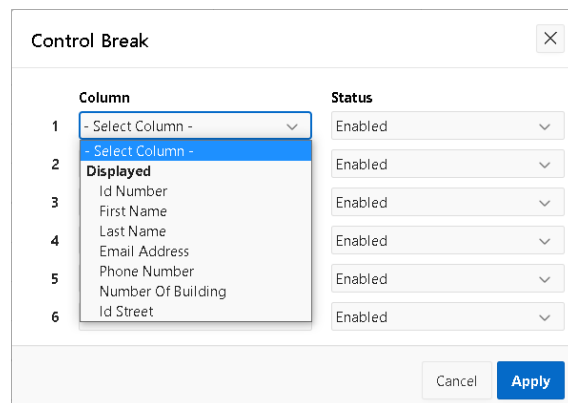 Control Break
Column Status
1 - Select Column - Enabled
- Select Column -
2 Displayed Enabled
Id Number
3 First Name Enabled
Last Name
4 Email Address Enabled
Phone Number
5 Number Of Building Enabled
6 Id Street Enabled
Cancel Apply